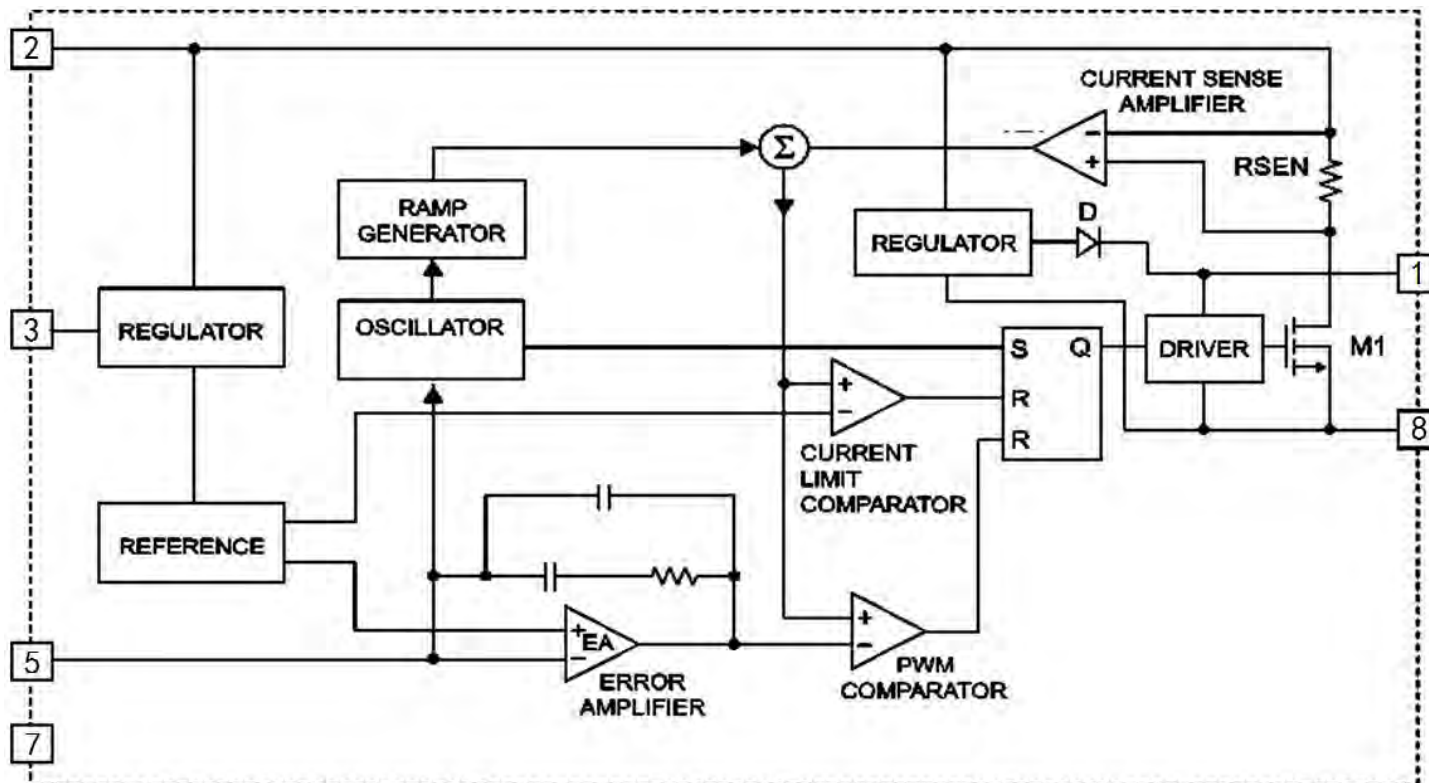 2
CURRENT SENSE
AMPLIFIER
-
+
Σ
RSEN
RAMP
GENERATOR
D
REGULATOR
1
3
REGULATOR
OSCILLATOR
S
Q
DRIVER
M1
+
-
R
R
8
CURRENT
LIMIT
COMPARATOR
REFERENCE
+
EA
-
+
-
5
ERROR
AMPLIFIER
PWM
COMPARATOR
7